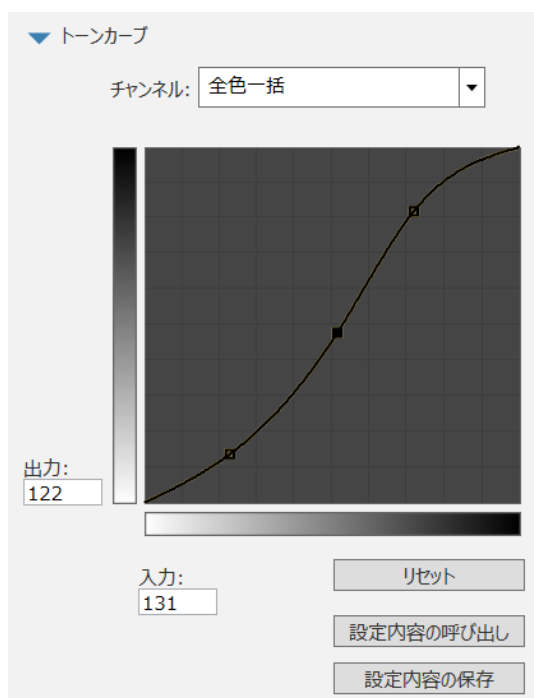 トーンカーブ
チャンネル: 全色一括
出力:
122
入力:
131
リセット
設定内容の呼び出し
設定内容の保存